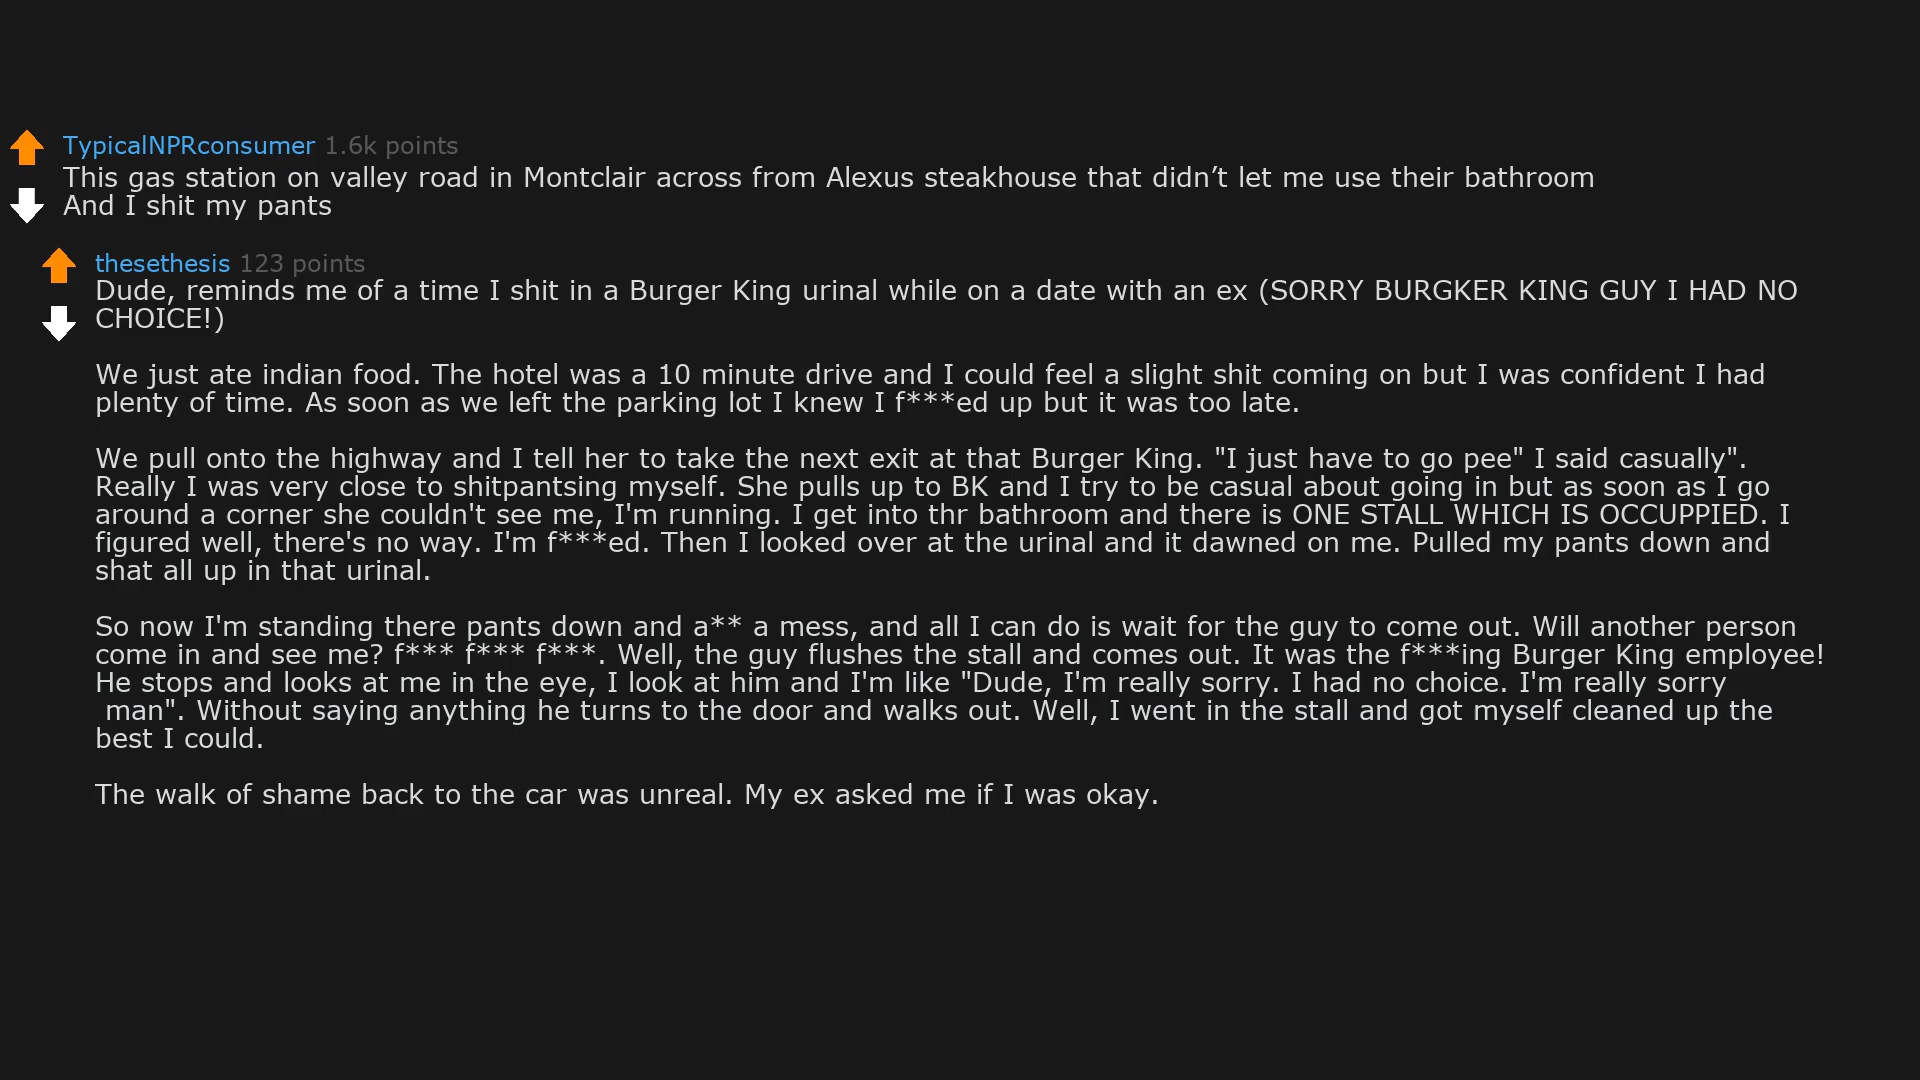 TypicalNPRconsumer 1.6k points
This gas station on valley road in Montclair across from Alexus steakhouse that didn’t let me use their bathroom
And I shit my pants
thesethesis 123 points
Dude, reminds me of a time I shit in a Burger King urinal while on a date with an ex (SORRY BURGKER KING GUY I HAD NO
CHOICE!)
We just ate indian food. The hotel was a 10 minute drive and I could feel a slight shit coming on but I was confident I had
plenty of time. As soon as we left the parking lot I knew I f***ed up but it was too late.
We pull onto the highway and I tell her to take the next exit at that Burger King. "I just have to go pee" I said casually".
Really I was very close to shitpantsing myself. She pulls up to BK and I try to be casual about going in but as soon as I go
around a corner she couldn't see me, I'm running. I get into thr bathroom and there is ONE STALL WHICH IS OCCUPPIED. I
figured well, there's no way. I'm f***ed. Then I looked over at the urinal and it dawned on me. Pulled my pants down and
shat all up in that urinal.
So now I'm standing there pants down and a** a mess, and all I can do is wait for the guy to come out. Will another person
come in and see me? f*** f*** f***. Well, the guy flushes the stall and comes out. It was the f***ing Burger King employee!
He stops and looks at me in the eye, I look at him and I'm like "Dude, I'm really sorry. I had no choice. I'm really sorry
man". Without saying anything he turns to the door and walks out. Well, I went in the stall and got myself cleaned up the
best I could.
The walk of shame back to the car was unreal. My ex asked me if I was okay.